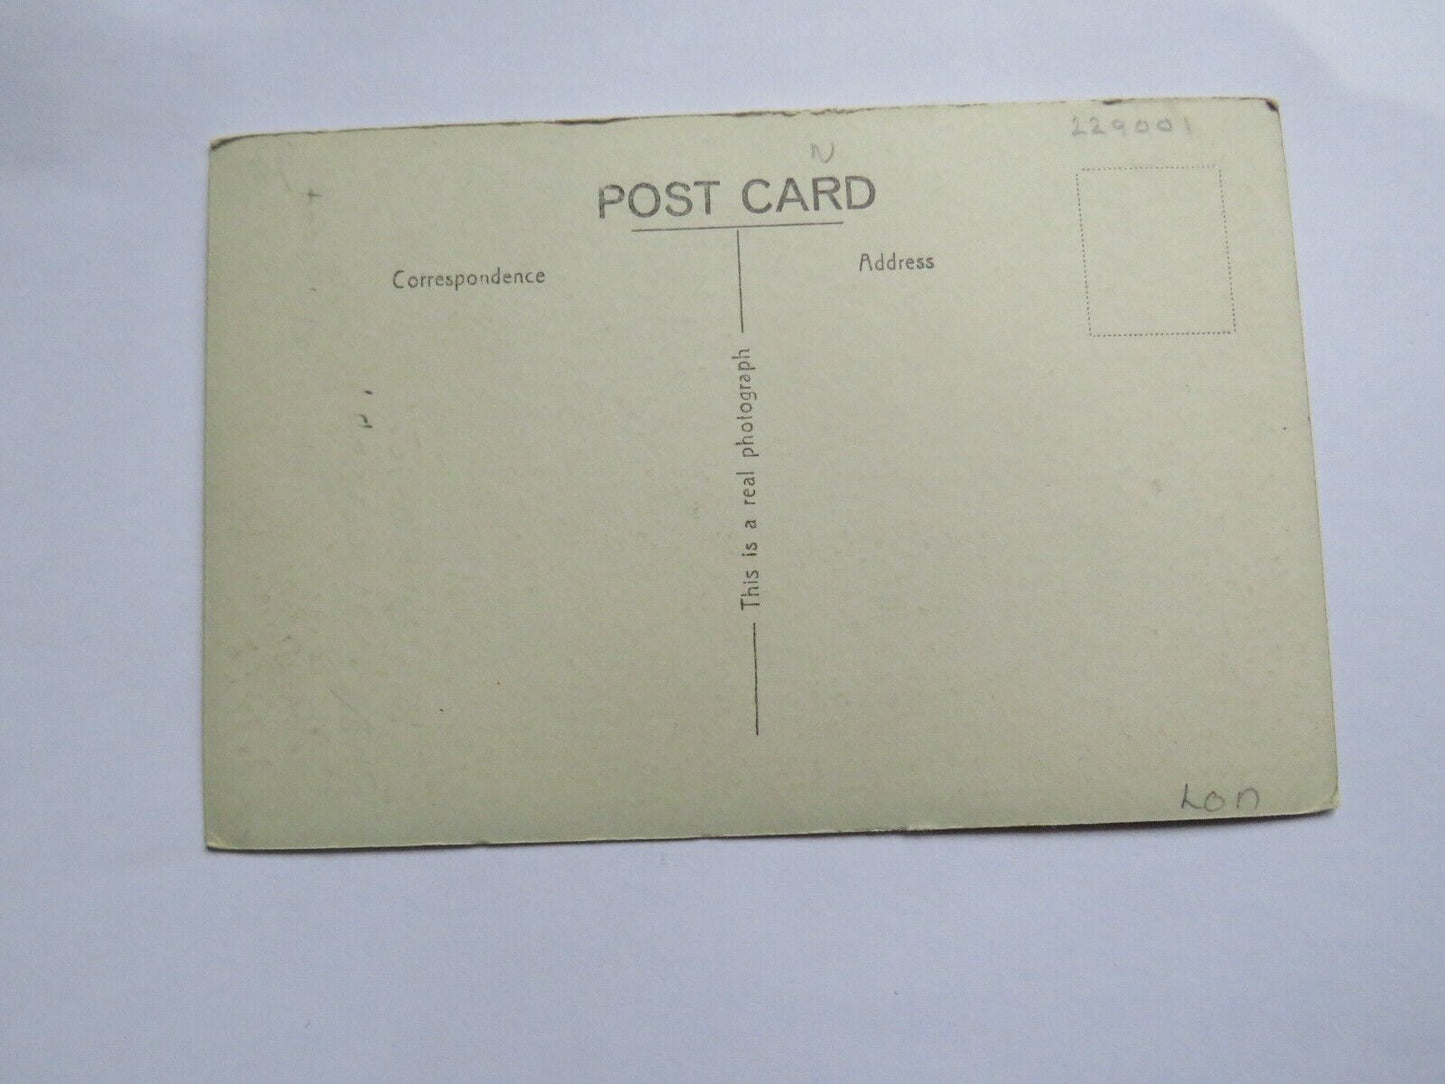 229001
N
POST CARD
Correspondence
Address
This is a real photograph
Lon